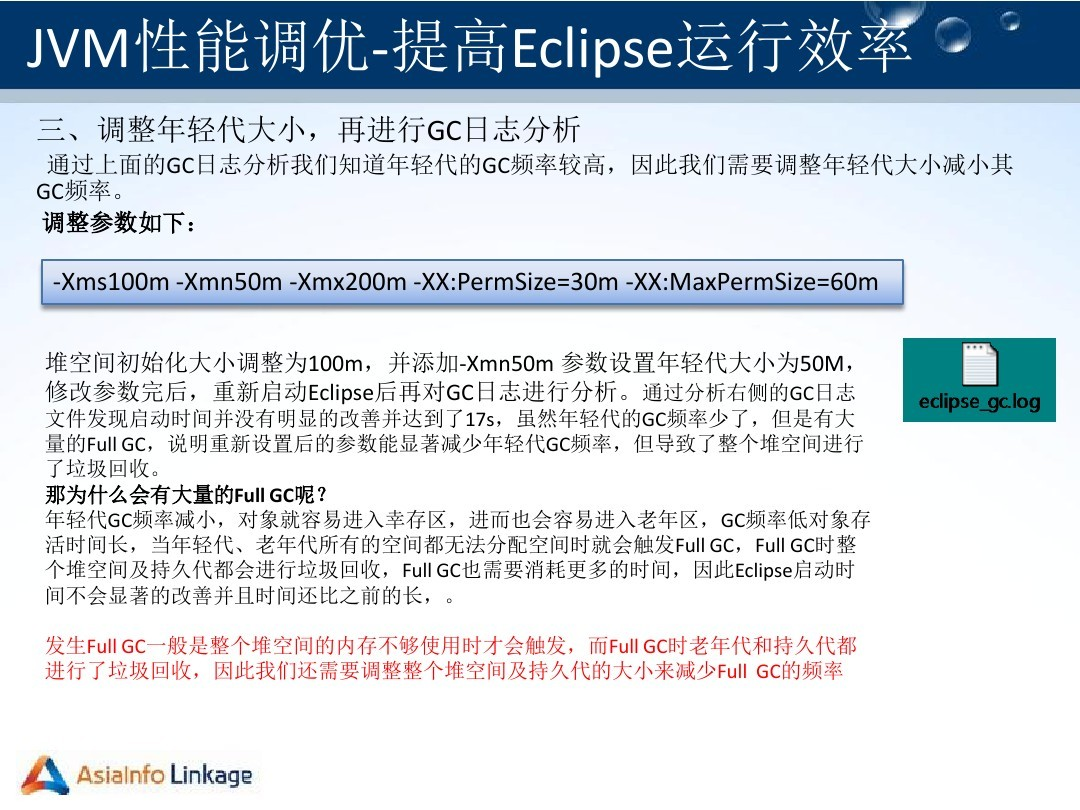 JVM性能调优-提高Eclipse运行效率
三、调整年轻代大小，再进行GC日志分析
通过上面的GC日志分析我们知道年轻代的GC频率较高，因此我们需要调整年轻代大小减小其
GC频率。
调整参数如下：
-Xms100m -Xmn50m -Xmx200m -XX:PermSize=30m -XX:MaxPermSize=60m
堆空间初始化大小调整为100m，并添加-Xmn50m 参数设置年轻代大小为50M，
修改参数完后，重新启动Eclipse后再对GC日志进行分析。通过分析右侧的GC日志
文件发现启动时间并没有明显的改善并达到了17s，虽然年轻代的GC频率少了，但是有大
量的Full GC，说明重新设置后的参数能显著减少年轻代GC频率，但导致了整个堆空间进行
了垃圾回收。
eclipse_gc.log
那为什么会有大量的Full GC呢？
年轻代GC频率减小，对象就容易进入幸存区，进而也会容易进入老年区，GC频率低对象存
活时间长，当年轻代、老年代所有的空间都无法分配空间时就会触发Full GC，Full GC时整
个堆空间及持久代都会进行垃圾回收，Full GC也需要消耗更多的时间，因此Eclipse启动时
间不会显著的改善并且时间还比之前的长，。
发生Full GC一般是整个堆空间的内存不够使用时才会触发，而Full GC时老年代和持久代都
进行了垃圾回收，因此我们还需要调整整个堆空间及持久代的大小来减少Full GC的频率
AsiaInfo Linkage